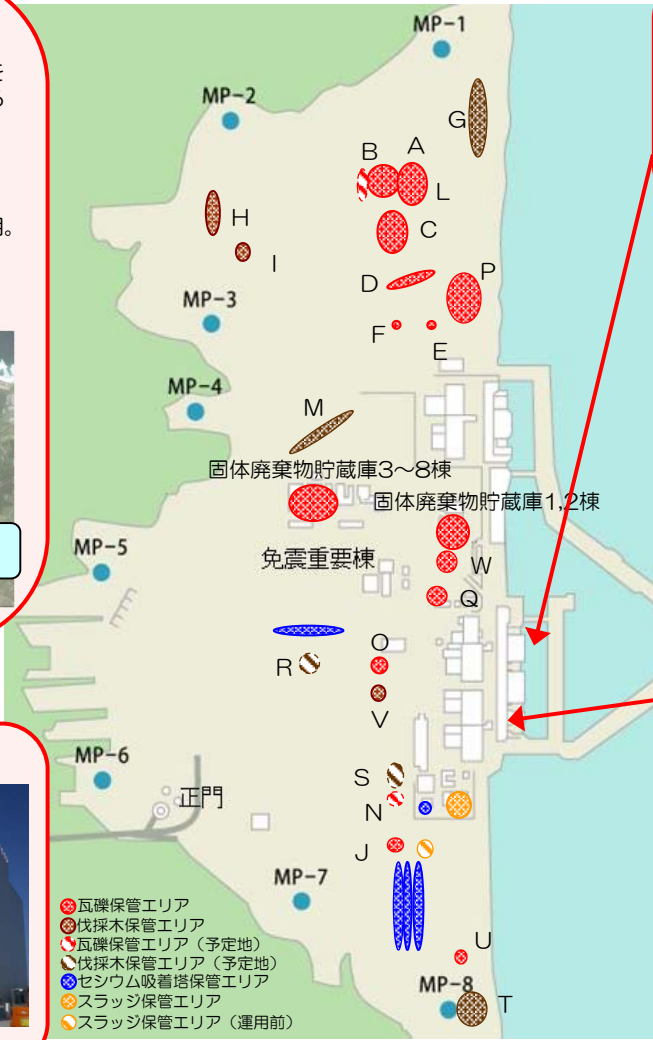 MP-1
MP-2
G
B
A
L
H
C
I
D
P
MP-3
F
E
MP-4
M
固体廃棄物貯蔵庫3~8棟
固体廃棄物貯蔵庫1,2棟
MP-5
免震重要棟
W
Q
O
R
V
MP-6
S
正門
N
J
MP-7
U
MP-8
T
瓦礫保管エリア
伐採木保管エリア
瓦礫保管エリア(予定地)
伐採木保管エリア(予定地)
セシウム吸着塔保管エリア
スラッジ保管エリア
スラッジ保管エリア(運用前)